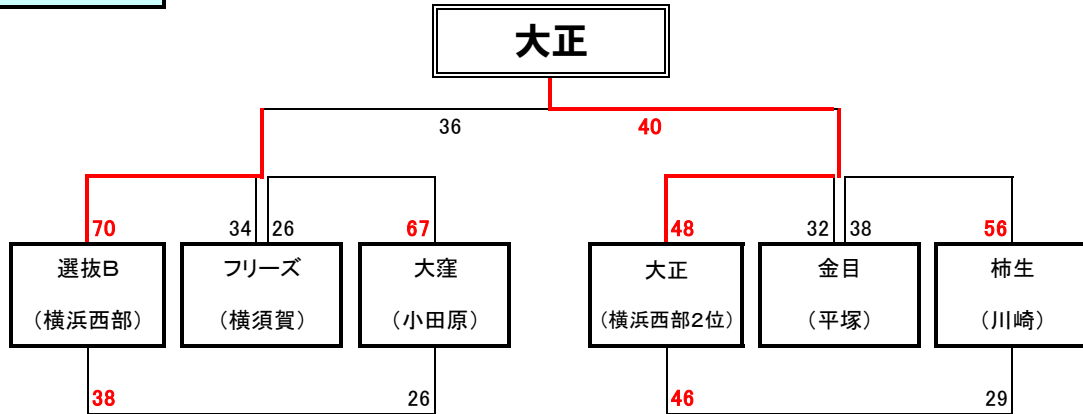 大正
36 40
70 34 26 67 48 32 38 56
選抜B フリーズ 大窪 大正 金目 柿生
（横浜西部） （横須賀） （小田原） （横浜西部2位） （平塚） （川崎）
38 26 46 29